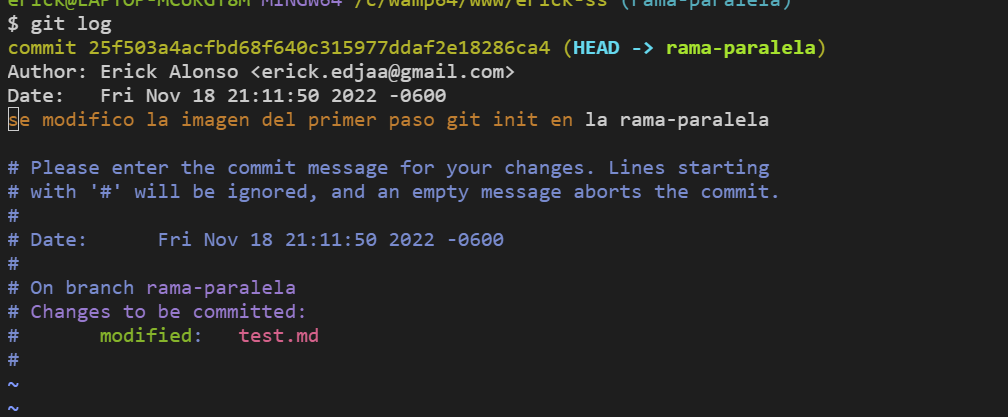 $ git log
commit 25f503a4acfbd68f640c315977ddaf2e18286ca4 (HEAD -> rama-paralela)
Author: Erick Alonso <erick.edjaa@gmail.com>
Date:   Fri Nov 18 21:11:50 2022 -0600
se modifico la imagen del primer paso git init en la rama-paralela
# Please enter the commit message for your changes. Lines starting
# with '#' will be ignored, and an empty message aborts the commit.
#
# Date:      Fri Nov 18 21:11:50 2022 -0600
#
# On branch rama-paralela
# Changes to be committed:
#       modified:   test.md
#
~
~